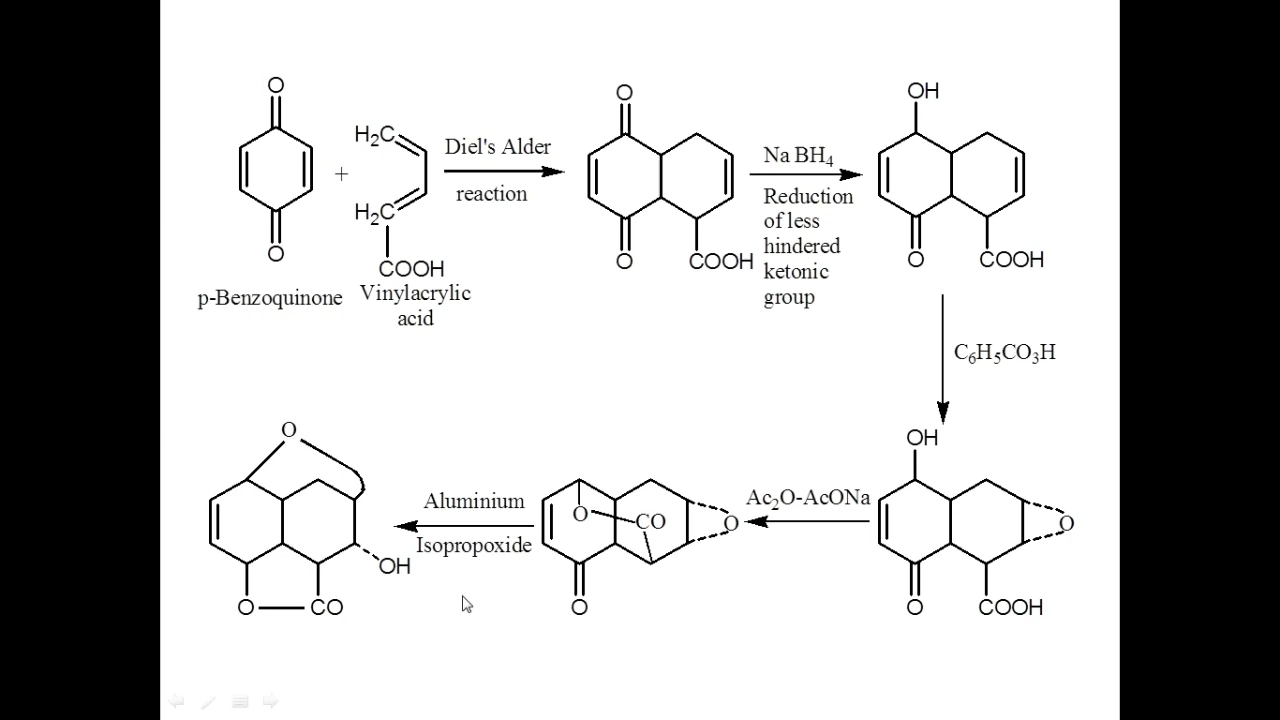 O
O
p-Benzoquinone
+
H₂C
H₂C
COOH
Vinylacrylic
acid
Diel's Alder
reaction
O
O
COOH
Na BH₄
Reduction
of less
hindered
ketonic
group
OH
O
COOH
C₆H₅CO₃H
OH
O
O
COOH
Ac₂O-AcONa
O
CO
O
O
Aluminium
Isopropoxide
O
OH
O
CO